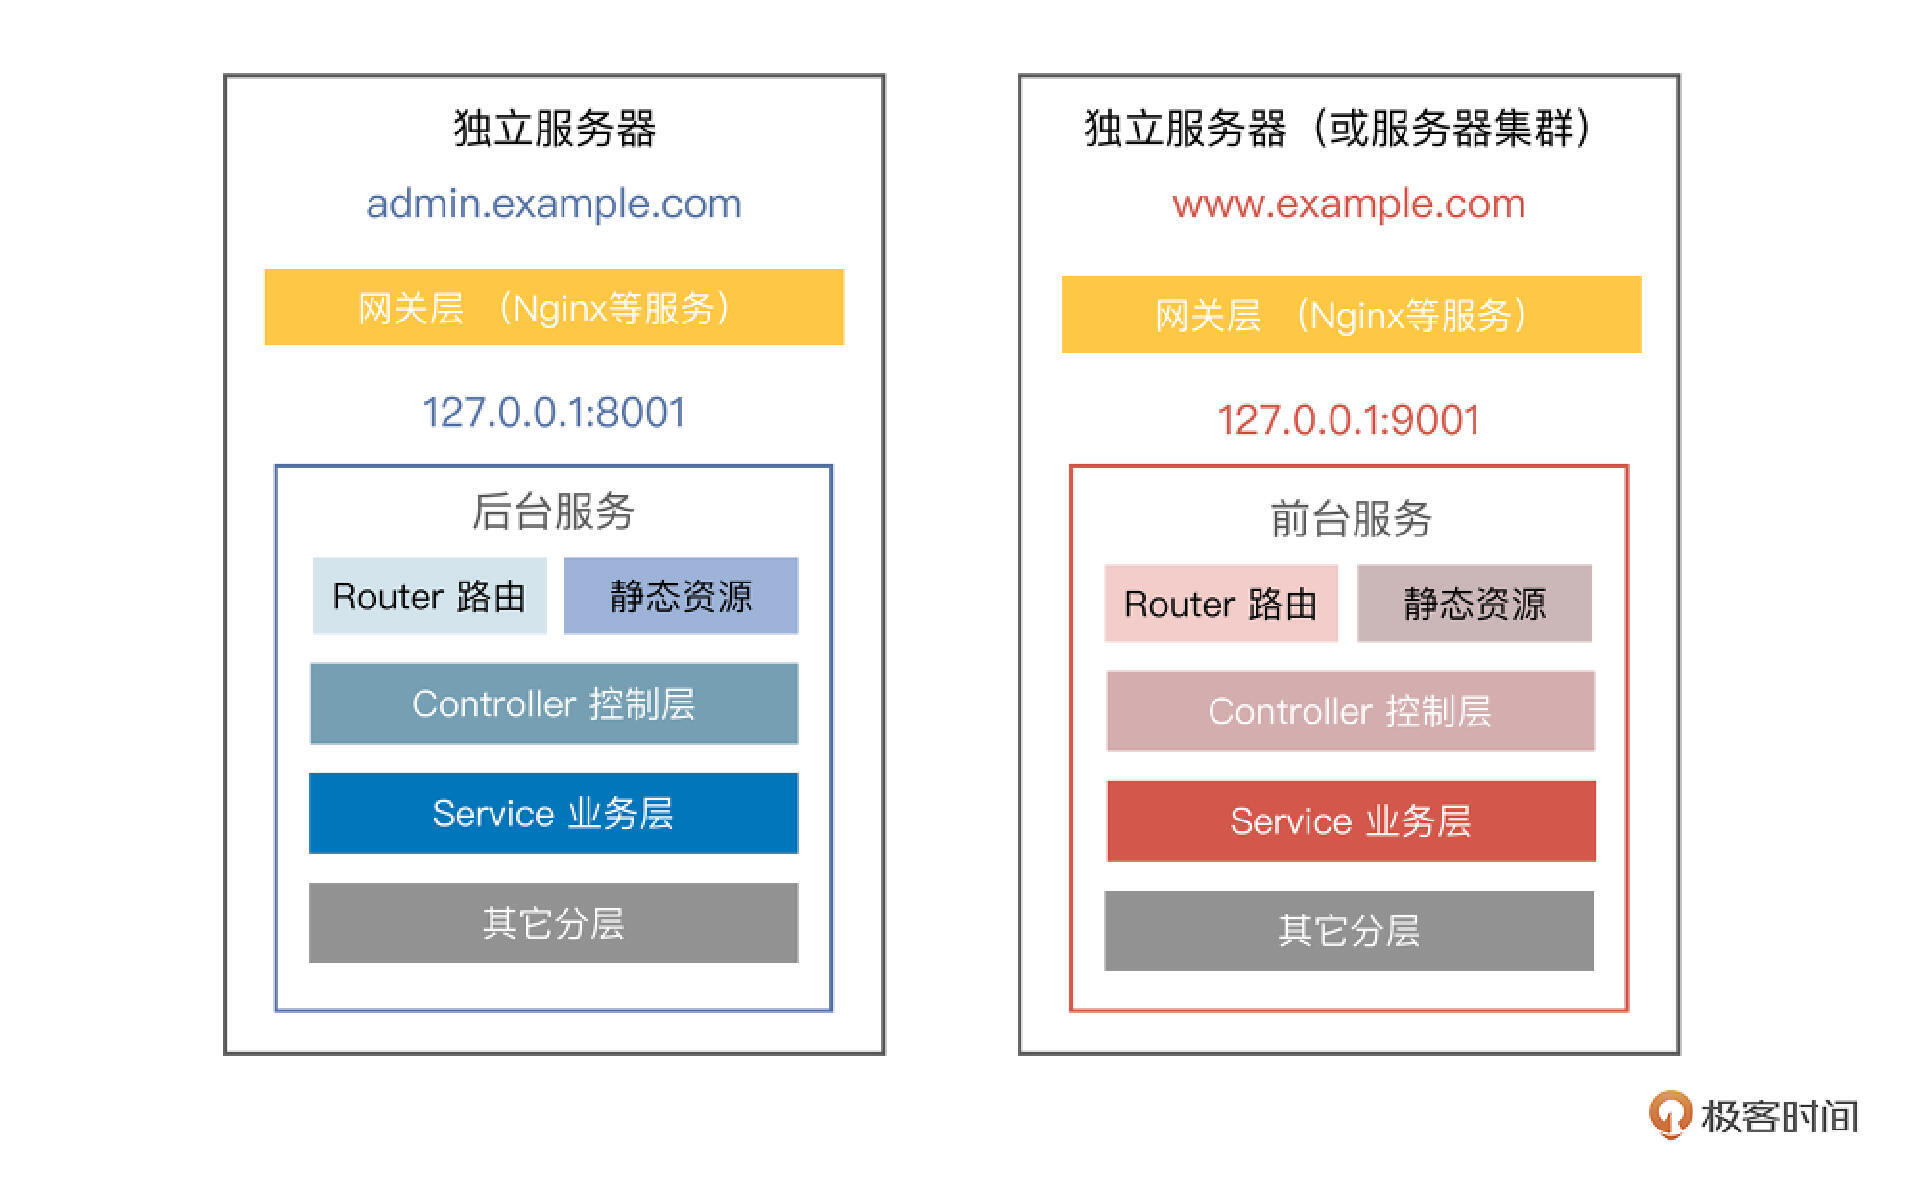 独立服务器
admin.example.com
网关层 （Nginx等服务）
127.0.0.1:8001
后台服务
Router 路由
静态资源
Controller 控制层
Service 业务层
其它分层
独立服务器（或服务器集群）
www.example.com
网关层 （Nginx等服务）
127.0.0.1:9001
前台服务
Router 路由
静态资源
Controller 控制层
Service 业务层
其它分层
极客时间